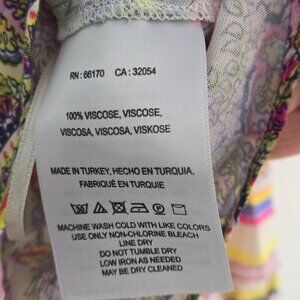 RN : 66170 CA : 32054
100% VISCOSE, VISCOSE,
VISCOSA, VISCOSA, VISKOSE
MADE IN TURKEY, HECHO EN TURQUIA,
FABRIQUÉ EN TURQUIE
MACHINE WASH COLD WITH LIKE COLORS
USE ONLY NON-CHLORINE BLEACH
LINE DRY
DO NOT TUMBLE DRY
LOW IRON AS NEEDED
MAY BE DRY CLEANED